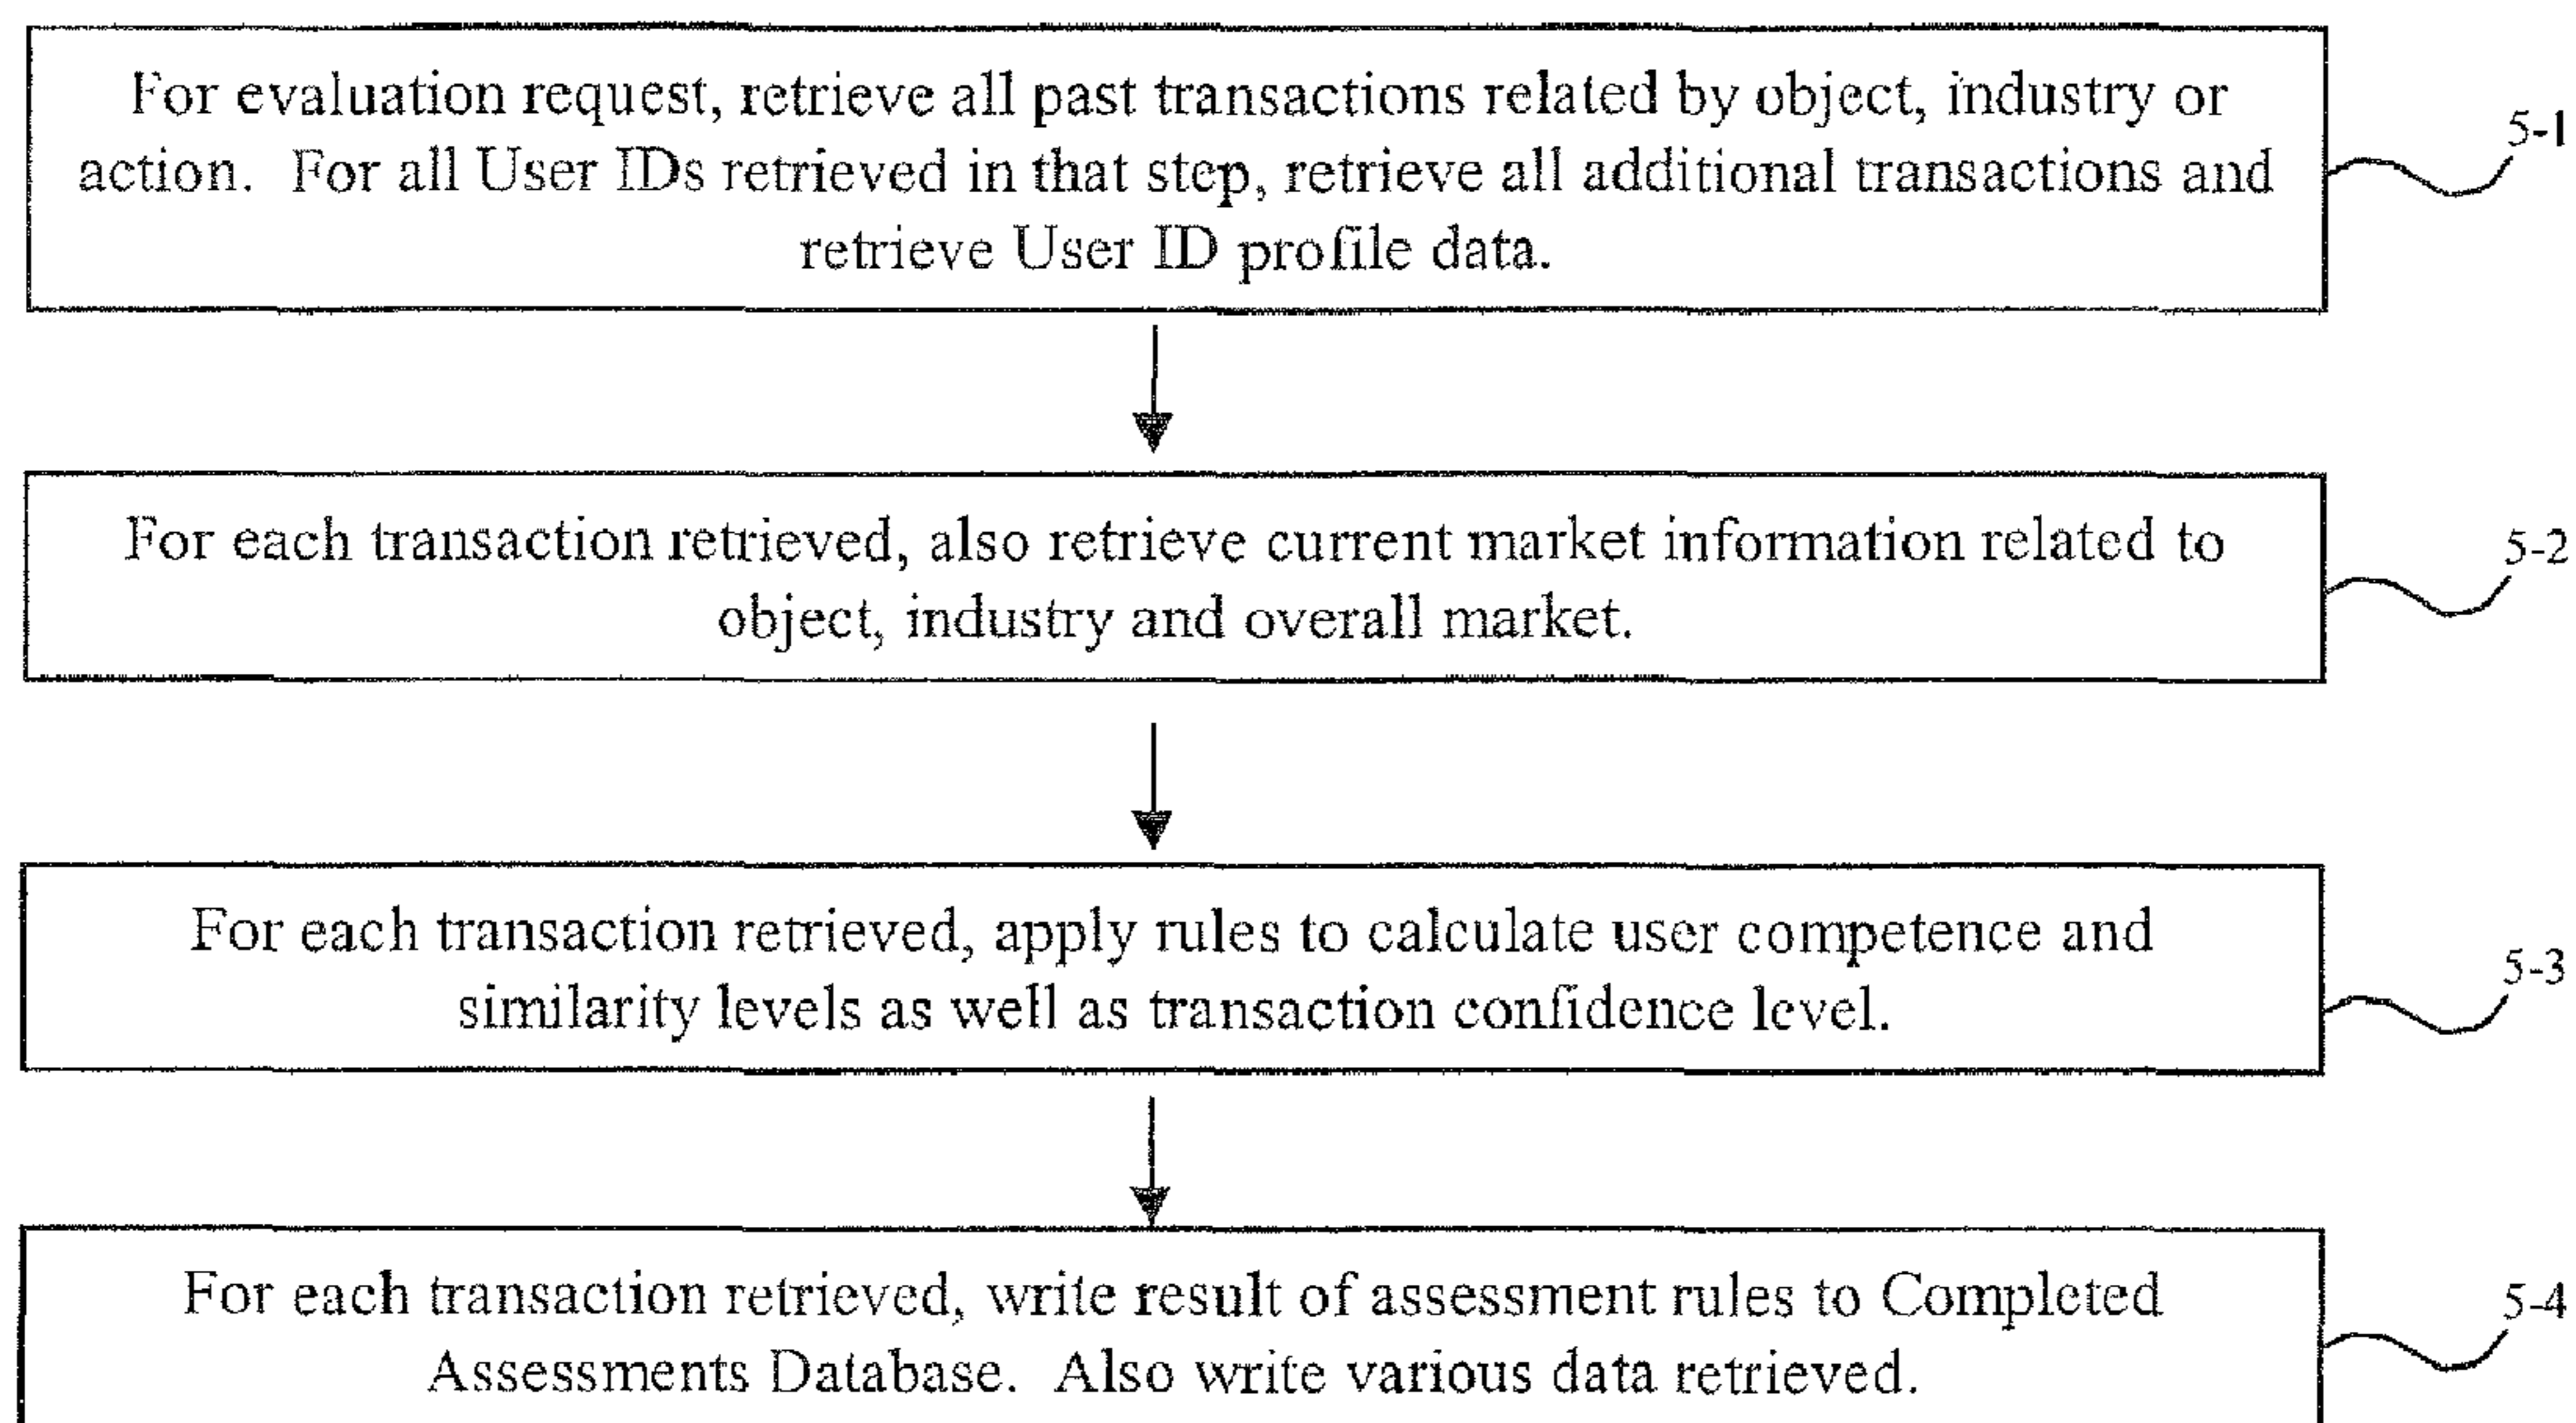 For evaluation request, retrieve all past transactions related by object, industry or
action. For all User IDs retrieved in that step, retrieve all additional transactions and
retrieve User ID profile data.
5-1
For each transaction retrieved, also retrieve current market information related to
object, industry and overall market.
5-2
For each transaction retrieved, apply rules to calculate user competence and
similarity levels as well as transaction confidence level.
5-3
For each transaction retrieved, write result of assessment rules to Completed
Assessments Database. Also write various data retrieved.
5-4